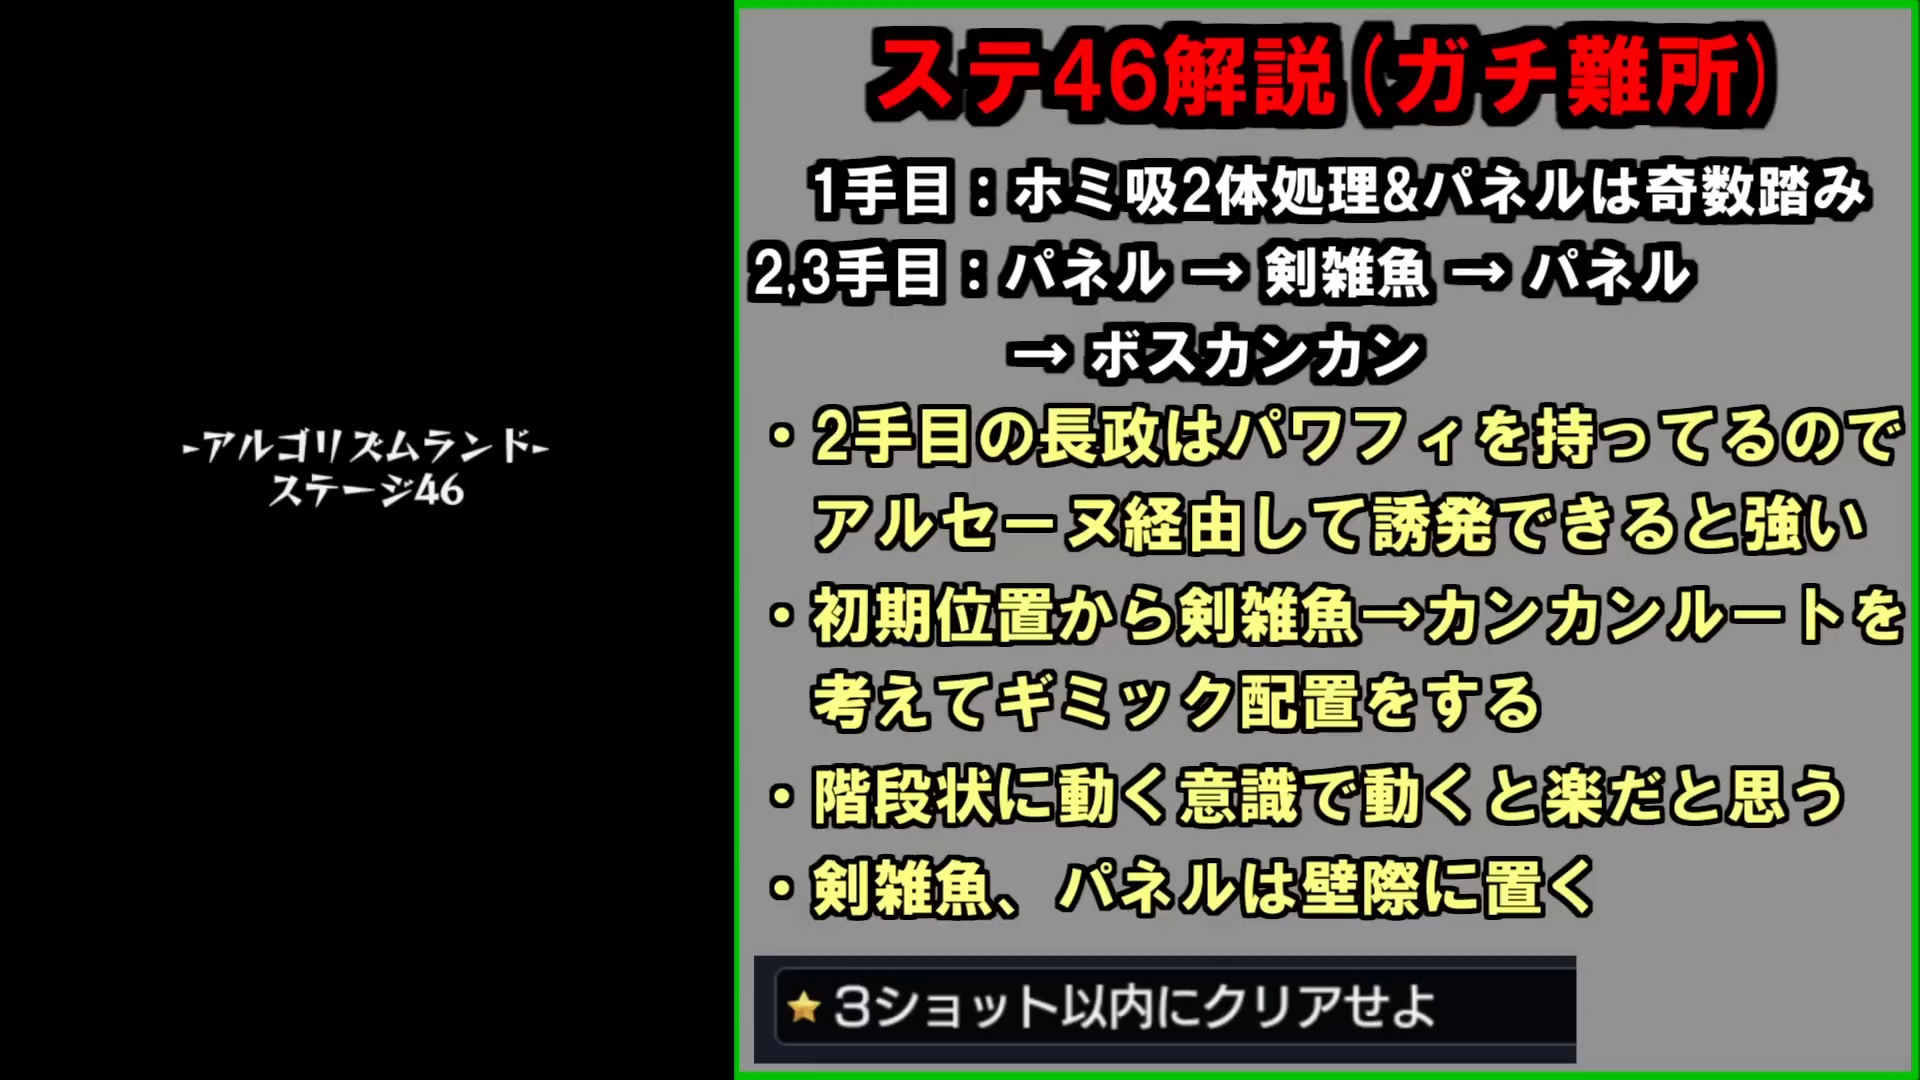 -アルゴリズムランド-
ステージ46
ステ46解説(ガチ難所)
1手目：ホミ吸2体処理&パネルは奇数踏み
2,3手目：パネル → 剣雑魚 → パネル
→ ボスカンカン
・2手目の長政はパワフィを持ってるので
アルセーヌ経由して誘発できると強い
・初期位置から剣雑魚→カンカンルートを
考えてギミック配置をする
・階段状に動く意識で動くと楽だと思う
・剣雑魚、パネルは壁際に置く
3ショット以内にクリアせよ